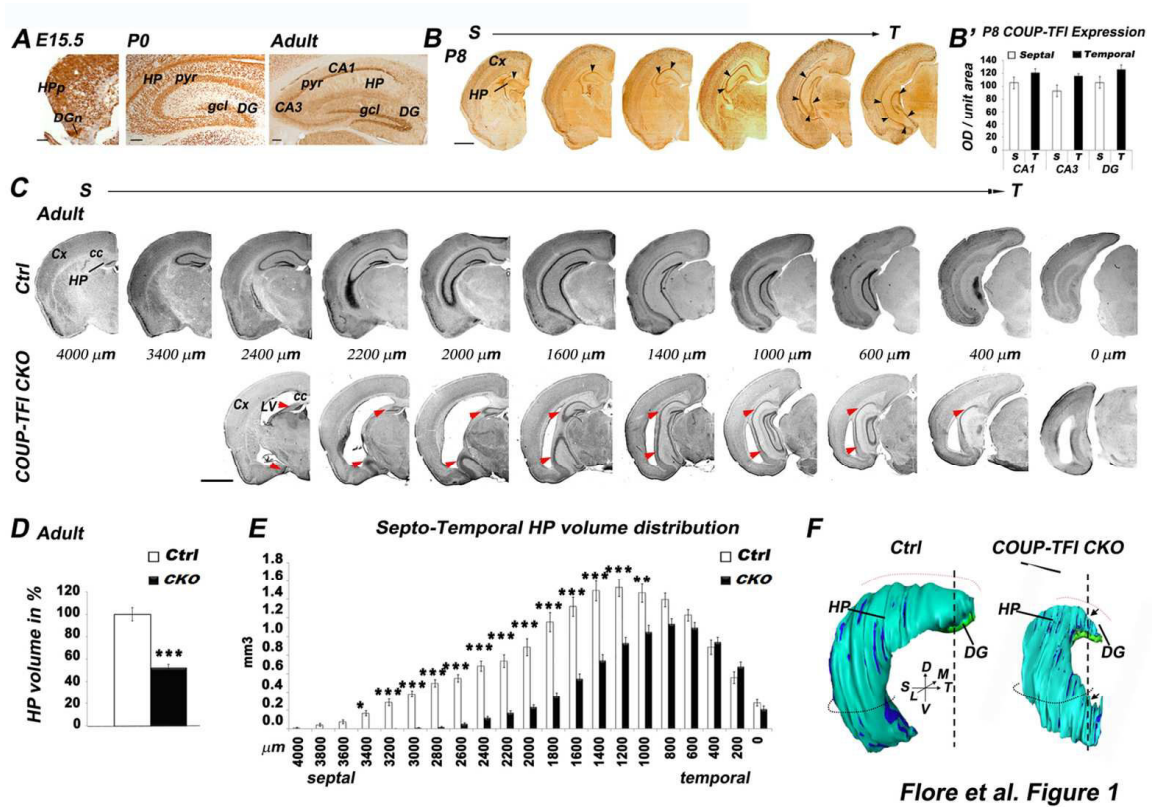 A E15.5 P0 Adult
HPp DGn
HP pyr gcl DG
CA1 pyr HP CA3 gcl DG
B S T
P8 Cx HP
B' P8 COUP-TFI Expression
Septal Temporal
OD / unit area
140
120
100
80
60
40
20
0
S T S T S T
CA1 CA3 DG
C S T
Adult
Ctrl
Cx cc HP
4000 μm 3400 μm 2400 μm 2200 μm 2000 μm 1600 μm 1400 μm 1000 μm 600 μm 400 μm 0 μm
COUP-TFI CKO
Cx LV cc
D Adult
Ctrl
CKO
HP volume in %
120
100
80
60
40
20
0
***
E Septo-Temporal HP volume distribution
Ctrl
CKO
mm3
1.8
1.6
1.4
1.2
1.0
0.8
0.6
0.4
0.2
0.0
* *** *** *** *** *** *** *** *** *** *** *** **
μm 4000 3800 3600 3400 3200 3000 2800 2600 2400 2200 2000 1800 1600 1400 1200 1000 800 600 400 200 0
septal temporal
F Ctrl COUP-TFI CKO
HP DG
HP DG
D M S T L V
Flore et al. Figure 1